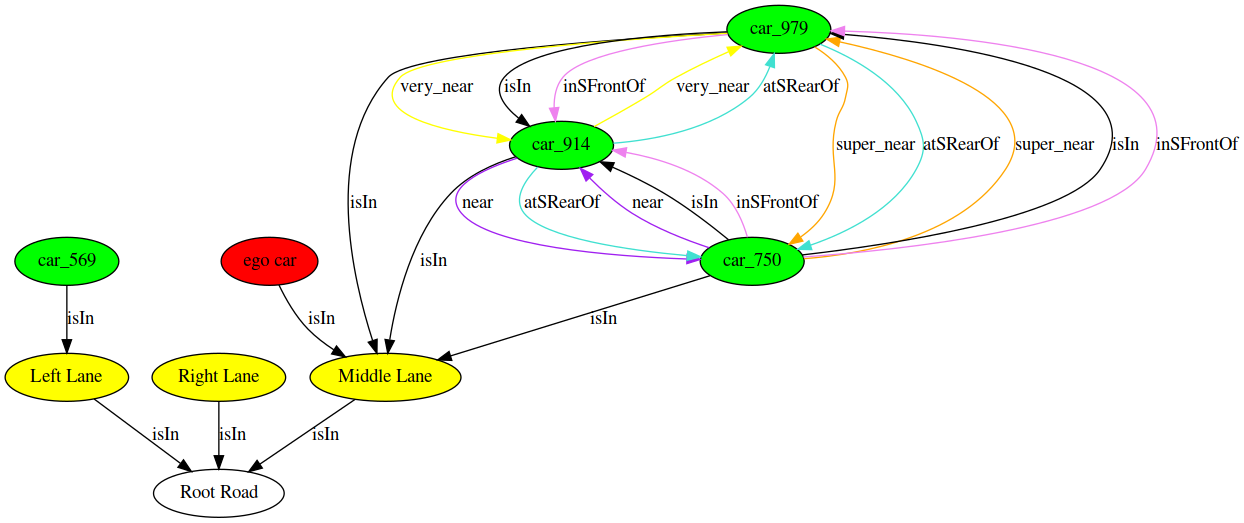 car_979
very_near
isIn
inSFrontOf
very_near
atSRearOf
car_914
super_near
atSRearOf
super_near
isIn
inSFrontOf
isIn
near
atSRearOf
near
isIn
inSFrontOf
isIn
car_569
ego car
car_750
isIn
isIn
isIn
Left Lane
Right Lane
Middle Lane
isIn
isIn
isIn
Root Road